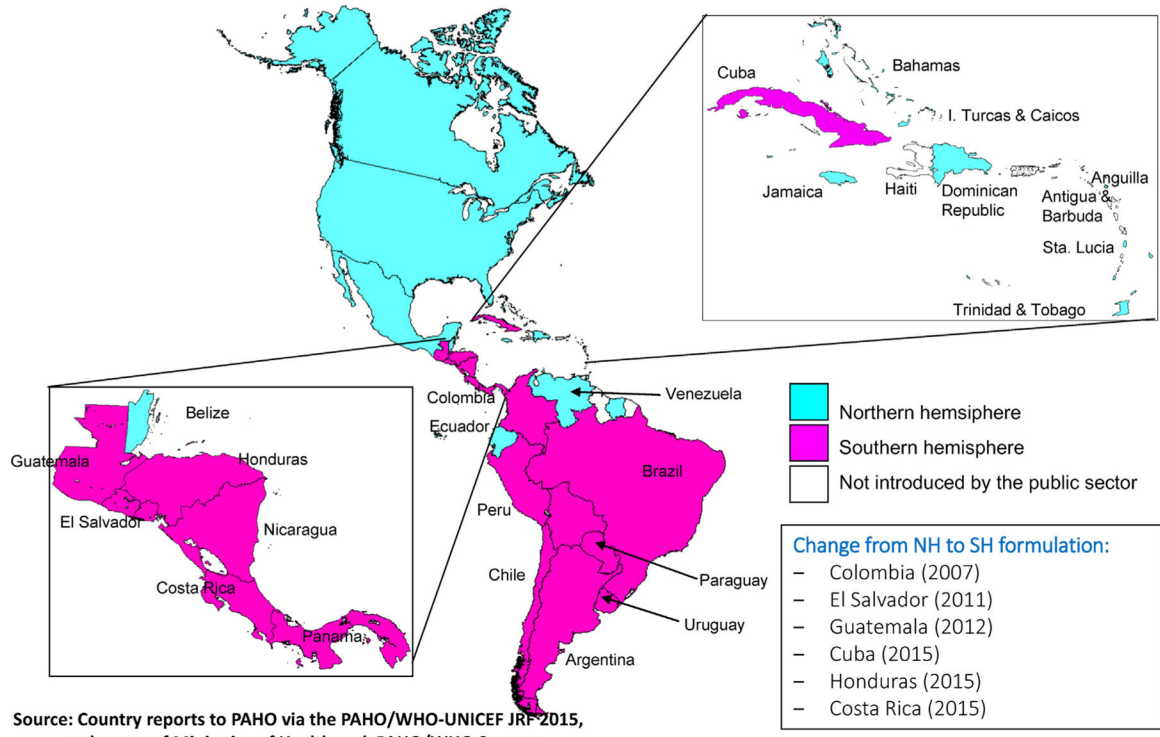 Cuba
Bahamas
I. Turcas & Caicos
Jamaica
Haiti
Dominican
Republic
Anguilla
Antigua &
Barbuda
Sta. Lucia
Trinidad & Tobago
Belize
Guatemala
Honduras
El Salvador
Nicaragua
Costa Rica
Panama
Colombia
Ecuador
Venezuela
Brazil
Peru
Chile
Paraguay
Uruguay
Argentina
Northern hemsiphere
Southern hemisphere
Not introduced by the public sector
Change from NH to SH formulation:
– Colombia (2007)
– El Salvador (2011)
– Guatemala (2012)
– Cuba (2015)
– Honduras (2015)
– Costa Rica (2015)
Source: Country reports to PAHO via the PAHO/WHO-UNICEF JRF 2015,